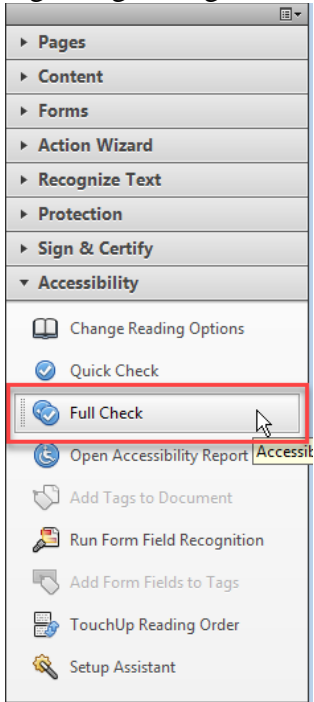 Pages
Content
Forms
Action Wizard
Recognize Text
Protection
Sign & Certify
Accessibility
Change Reading Options
Quick Check
Full Check
Open Accessibility Report
Add Tags to Document
Run Form Field Recognition
Add Form Fields to Tags
TouchUp Reading Order
Setup Assistant